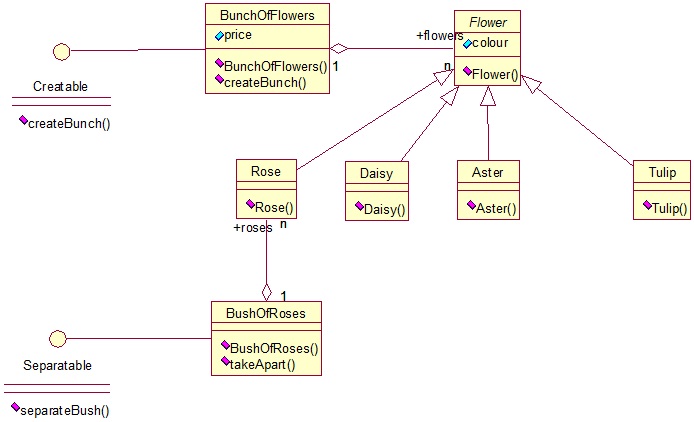 BunchOfFlowers
price
BunchOfFlowers()
createBunch()
Creatable
createBunch()
+flowers
1
n
Flower
colour
Flower()
Rose
Rose()
Daisy
Daisy()
Aster
Aster()
Tulip
Tulip()
+roses
n
1
BushOfRoses
BushOfRoses()
takeApart()
Separatable
separateBush()